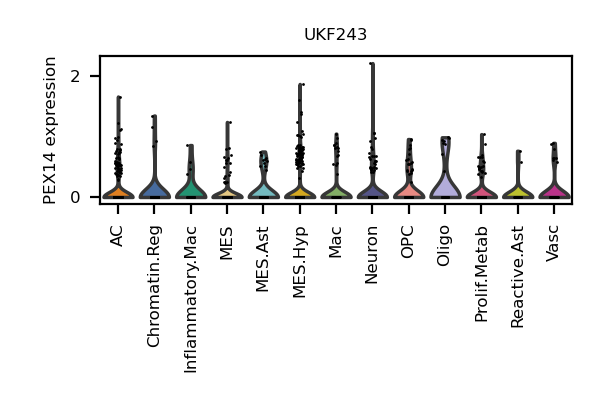 UKF243
PEX14 expression
2
0
AC
Chromatin.Reg
Inflammatory.Mac
MES
MES.Ast
MES.Hyp
Mac
Neuron
OPC
Oligo
Prolif.Metab
Reactive.Ast
Vasc